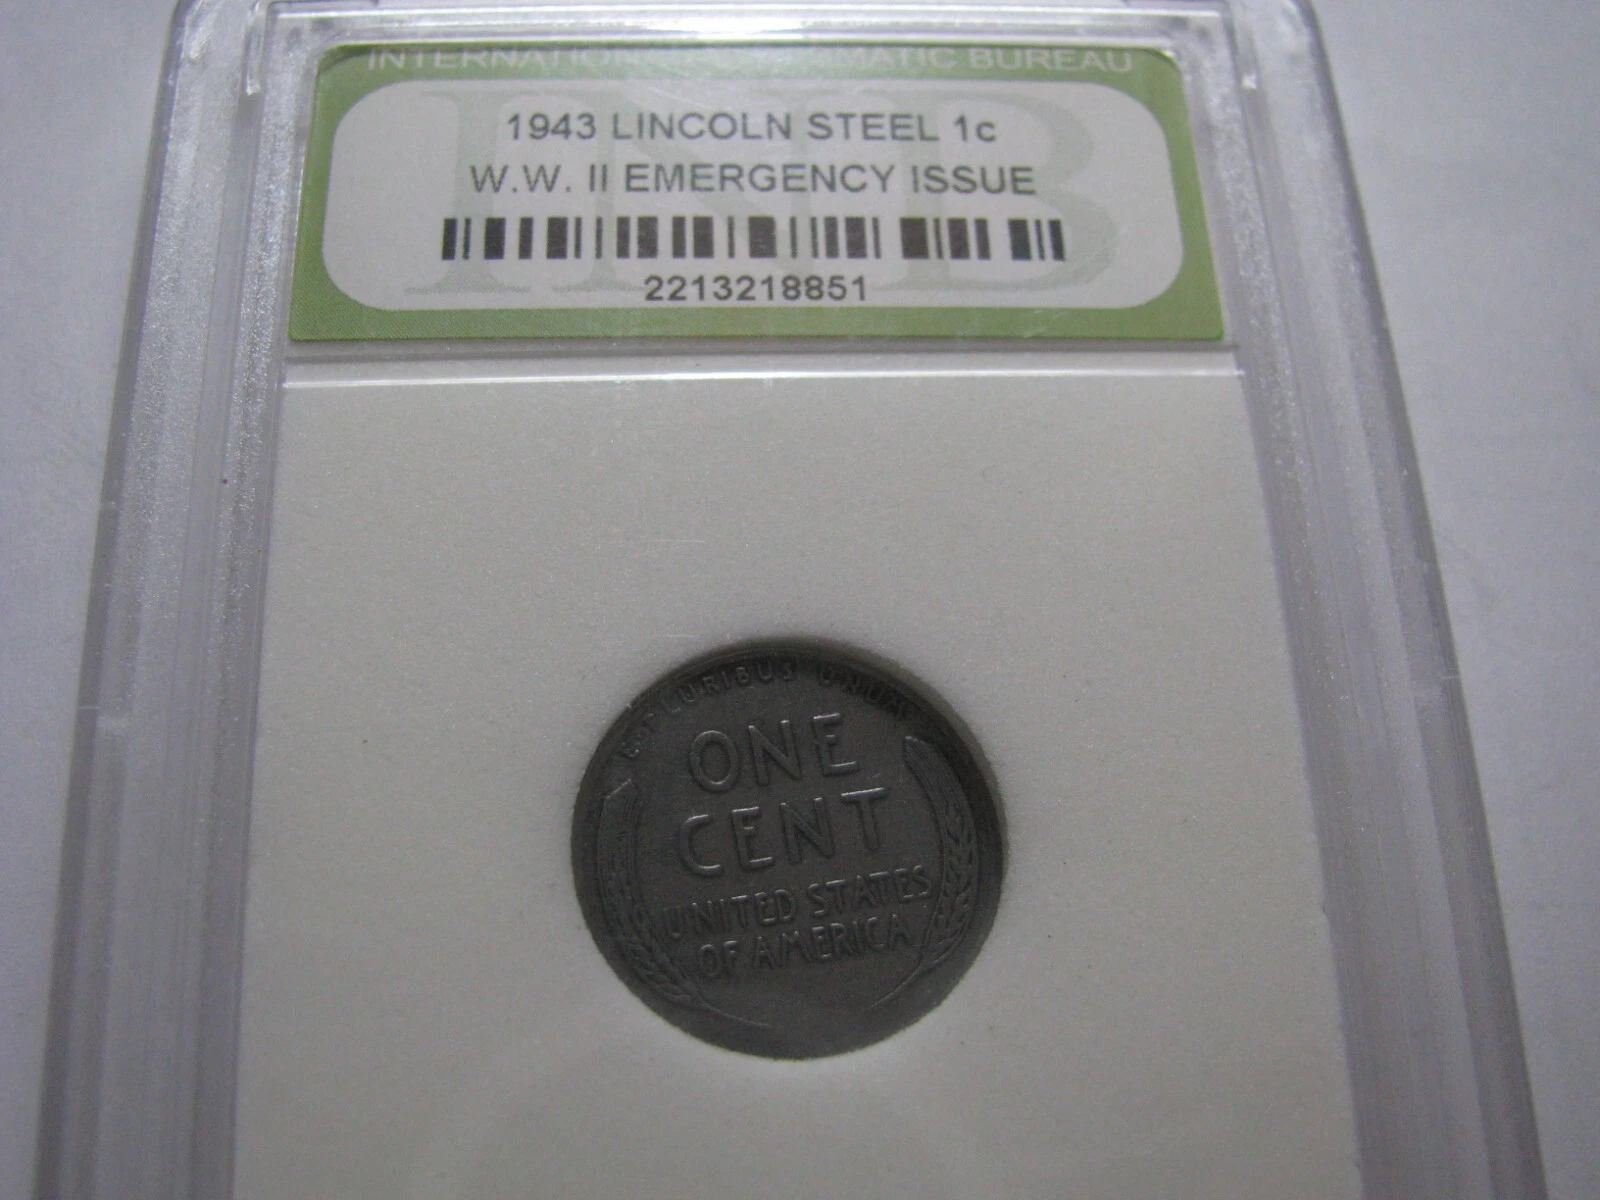 INTERNATIONAL NUMISMATIC BUREAU
1943 LINCOLN STEEL 1c
W.W. II EMERGENCY ISSUE
2213218851
INB
E PLURIBUS UNUM
ONE
CENT
UNITED STATES
OF AMERICA